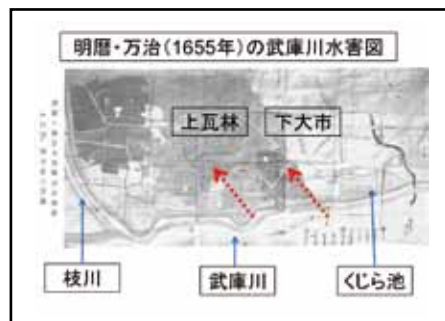 明暦・万治(1655年)の武庫川水害図
上瓦林
下大市
枝川
武庫川
くじら池